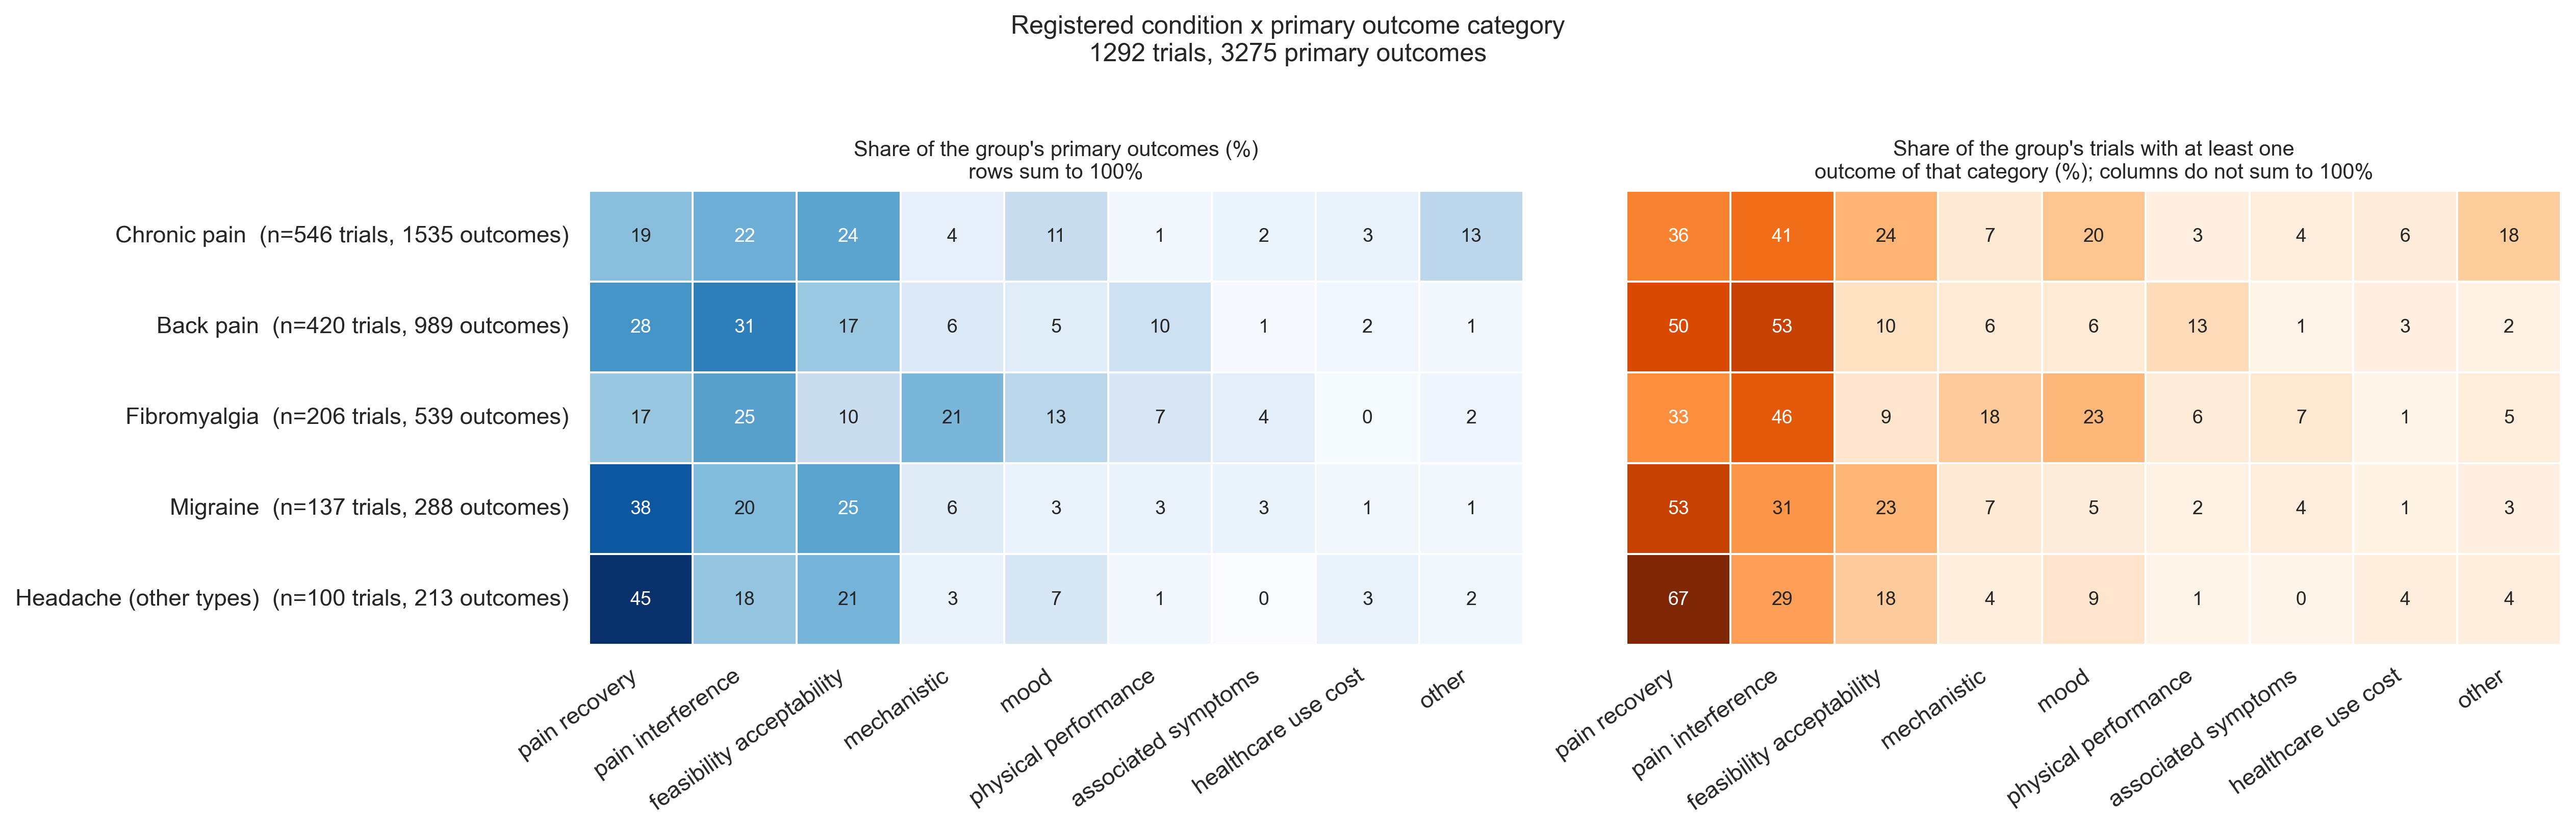 Registered condition x primary outcome category
1292 trials, 3275 primary outcomes
Share of the group's primary outcomes (%)
rows sum to 100%
Share of the group's trials with at least one
outcome of that category (%); columns do not sum to 100%
Chronic pain (n=546 trials, 1535 outcomes) 19 22 24 4 11 1 2 3 13 36 41 24 7 20 3 4 6 18
Back pain (n=420 trials, 989 outcomes) 28 31 17 6 5 10 1 2 1 50 53 10 6 6 13 1 3 2
Fibromyalgia (n=206 trials, 539 outcomes) 17 25 10 21 13 7 4 0 2 33 46 9 18 23 6 7 1 5
Migraine (n=137 trials, 288 outcomes) 38 20 25 6 3 3 3 1 1 53 31 23 7 5 2 4 1 3
Headache (other types) (n=100 trials, 213 outcomes) 45 18 21 3 7 1 0 3 2 67 29 18 4 9 1 0 4 4
pain recovery
pain interference
feasibility acceptability
mechanistic
mood
physical performance
associated symptoms
healthcare use cost
other
pain recovery
pain interference
feasibility acceptability
mechanistic
mood
physical performance
associated symptoms
healthcare use cost
other